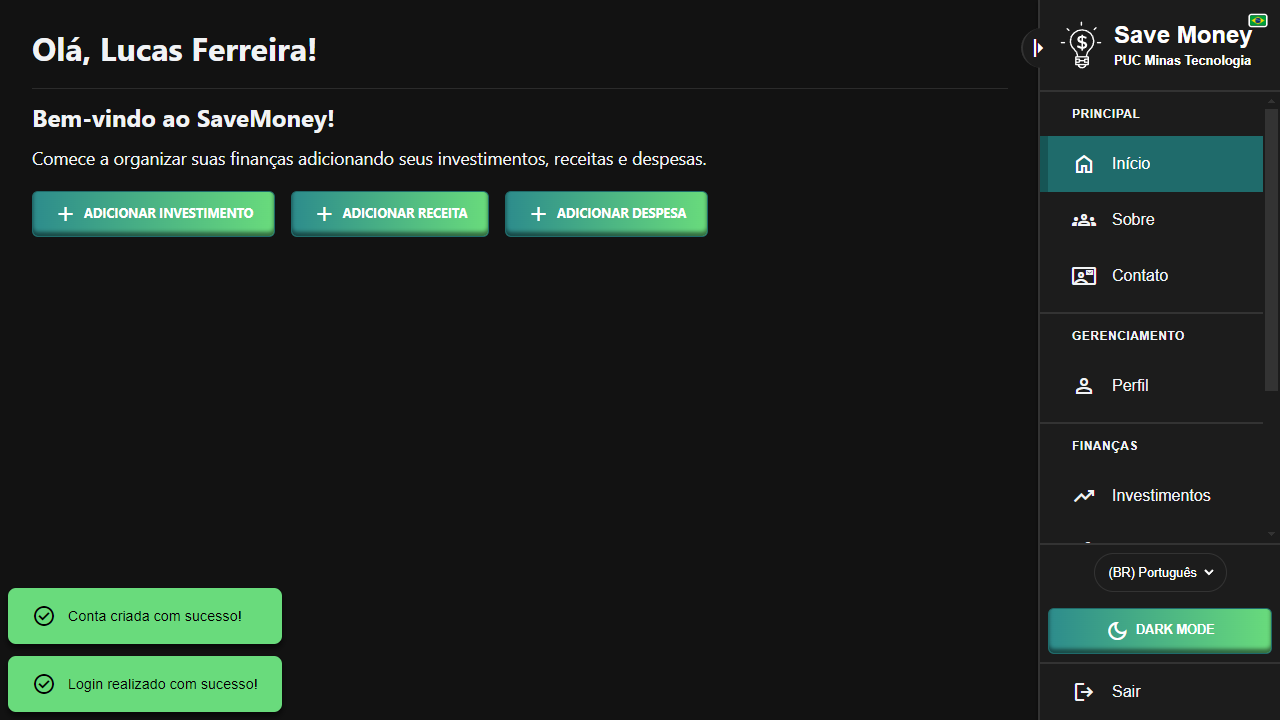 Olá, Lucas Ferreira!
Bem-vindo ao SaveMoney!
Comece a organizar suas finanças adicionando seus investimentos, receitas e despesas.
ADICIONAR INVESTIMENTO
ADICIONAR RECEITA
ADICIONAR DESPESA
Conta criada com sucesso!
Login realizado com sucesso!
Save Money
PUC Minas Tecnologia
PRINCIPAL
Início
Sobre
Contato
GERENCIAMENTO
Perfil
FINANÇAS
Investimentos
(BR) Português
DARK MODE
Sair